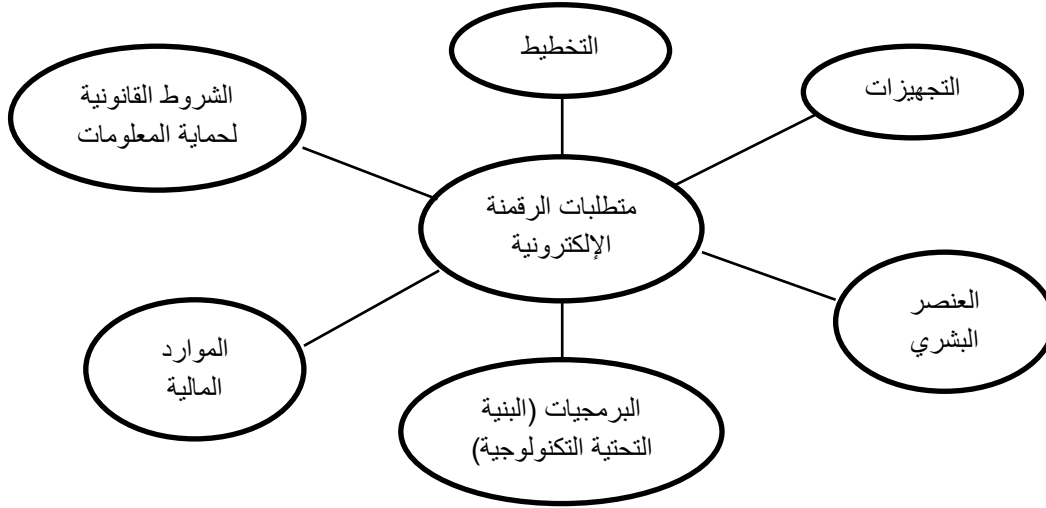 التخطيط
التجهيزات
الشروط القانونية
لحماية المعلومات
متطلبات الرقمنة
الإلكترونية
العنصر
البشري
الموارد
المالية
البرمجيات (البنية
التحتية التكنولوجية)